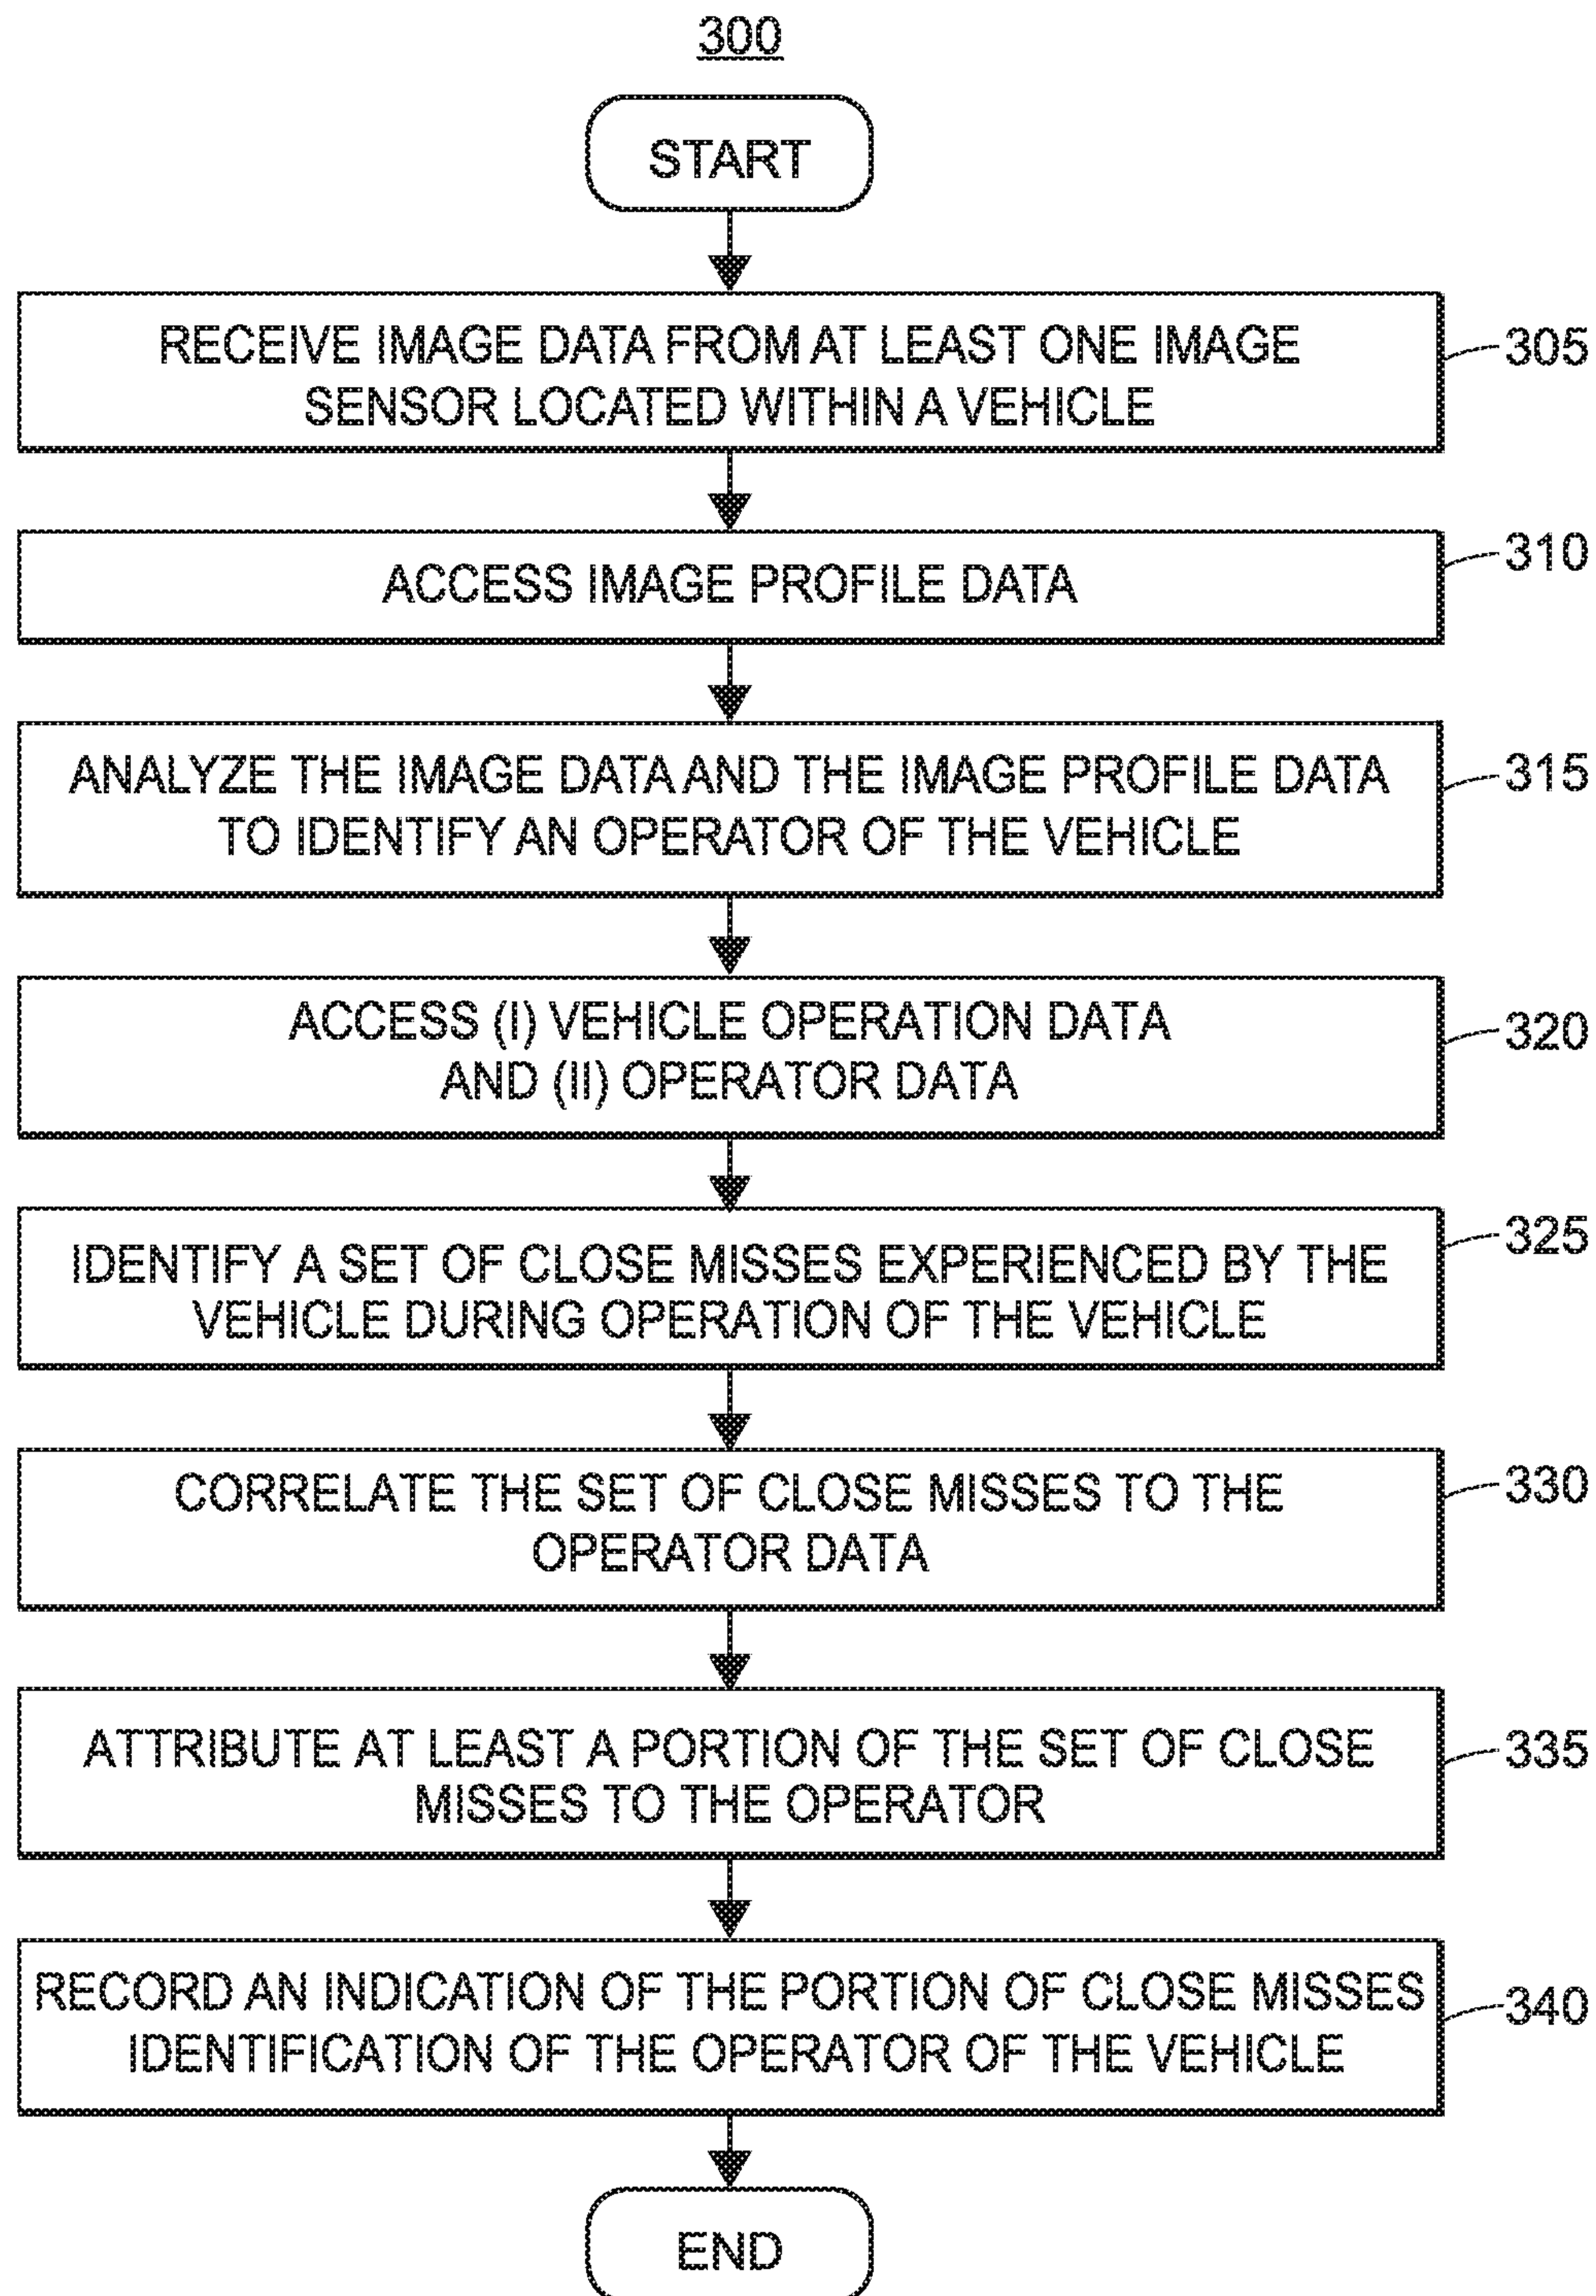 300
START
RECEIVE IMAGE DATA FROM AT LEAST ONE IMAGE
SENSOR LOCATED WITHIN A VEHICLE
305
ACCESS IMAGE PROFILE DATA
310
ANALYZE THE IMAGE DATA AND THE IMAGE PROFILE DATA
TO IDENTIFY AN OPERATOR OF THE VEHICLE
315
ACCESS (I) VEHICLE OPERATION DATA
AND (II) OPERATOR DATA
320
IDENTIFY A SET OF CLOSE MISSES EXPERIENCED BY THE
VEHICLE DURING OPERATION OF THE VEHICLE
325
CORRELATE THE SET OF CLOSE MISSES TO THE
OPERATOR DATA
330
ATTRIBUTE AT LEAST A PORTION OF THE SET OF CLOSE
MISSES TO THE OPERATOR
335
RECORD AN INDICATION OF THE PORTION OF CLOSE MISSES
IDENTIFICATION OF THE OPERATOR OF THE VEHICLE
340
END